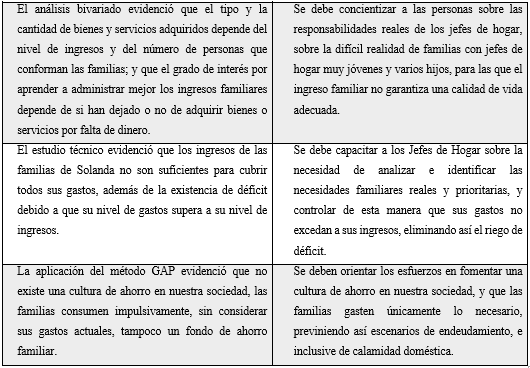 El análisis bivariado evidenció que el tipo y la
cantidad de bienes y servicios adquiridos depende del
nivel de ingresos y del número de personas que
conforman las familias; y que el grado de interés por
aprender a administrar mejor los ingresos familiares
depende de si han dejado o no de adquirir bienes o
servicios por falta de dinero.
Se debe concientizar a las personas sobre las
responsabilidades reales de los jefes de hogar,
sobre la difícil realidad de familias con jefes de
hogar muy jóvenes y varios hijos, para las que el
ingreso familiar no garantiza una calidad de vida
adecuada.
El estudio técnico evidenció que los ingresos de las
familias de Solanda no son suficientes para cubrir
todos sus gastos, además de la existencia de déficit
debido a que su nivel de gastos supera a su nivel de
ingresos.
Se debe capacitar a los Jefes de Hogar sobre la
necesidad de analizar e identificar las
necesidades familiares reales y prioritarias, y
controlar de esta manera que sus gastos no
excedan a sus ingresos, eliminando así el riego de
déficit.
La aplicación del método GAP evidenció que no
existe una cultura de ahorro en nuestra sociedad, las
familias consumen impulsivamente, sin considerar
sus gastos actuales, tampoco un fondo de ahorro
familiar.
Se deben orientar los esfuerzos en fomentar una
cultura de ahorro en nuestra sociedad, y que las
familias gasten únicamente lo necesario,
previniendo así escenarios de endeudamiento, e
inclusive de calamidad doméstica.